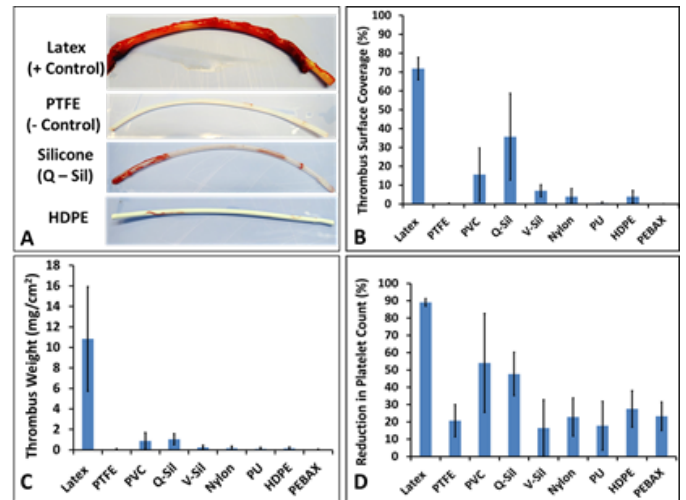 Latex
(+ Control)
PTFE
(- Control)
Silicone
(Q – Sil)
HDPE
A
Thrombus Surface Coverage (%)
100
90
80
70
60
50
40
30
20
10
0
Latex
PTFE
PVC
Q-Sil
V-Sil
Nylon
PU
HDPE
PEBAX
B
Thrombus Weight (mg/cm²)
18
16
14
12
10
8
6
4
2
0
Latex
PTFE
PVC
Q-Sil
V-Sil
Nylon
PU
HDPE
PEBAX
C
Reduction in Platelet Count (%)
100
90
80
70
60
50
40
30
20
10
0
Latex
PTFE
PVC
Q-Sil
V-Sil
Nylon
PU
HDPE
PEBAX
D